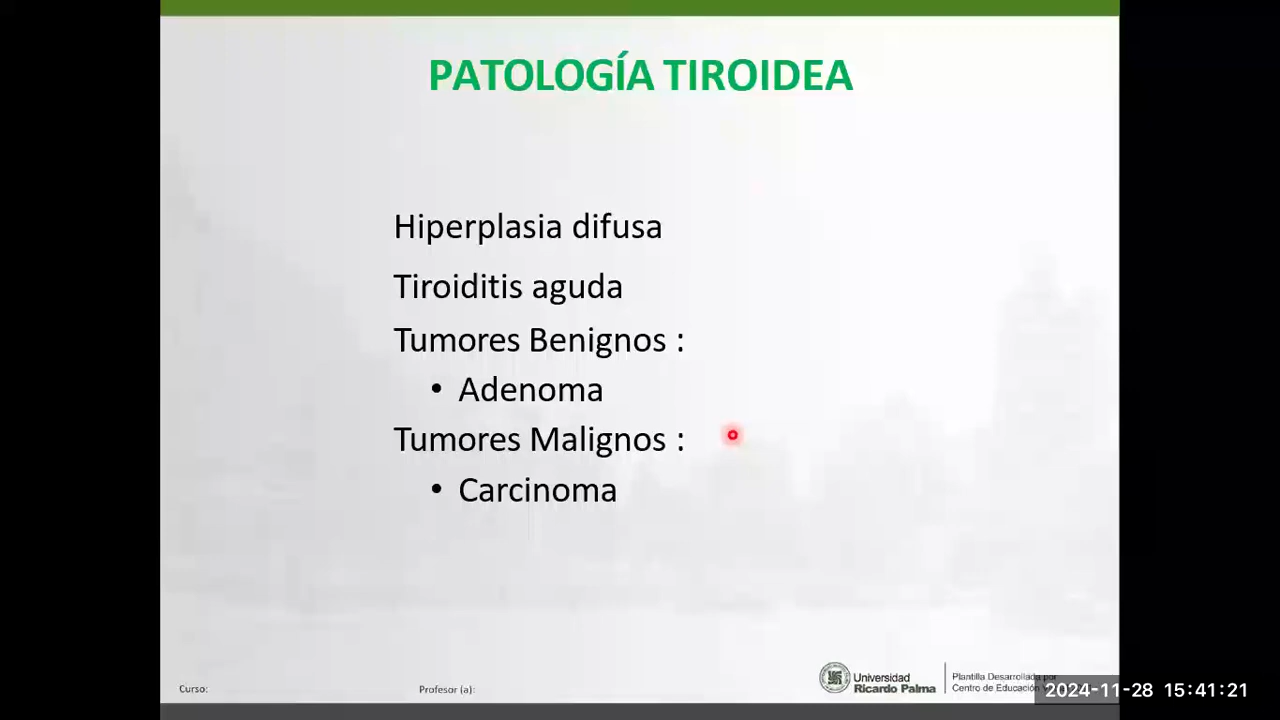 PATOLOGÍA TIROIDEA
Hiperplasia difusa
Tiroiditis aguda
Tumores Benignos :
• Adenoma
Tumores Malignos :
• Carcinoma
Curso:
Profesor (a):
Universidad
Ricardo Palma
Plantilla Desarrollada por
Centro de Educación
2024-11-28 15:41:21